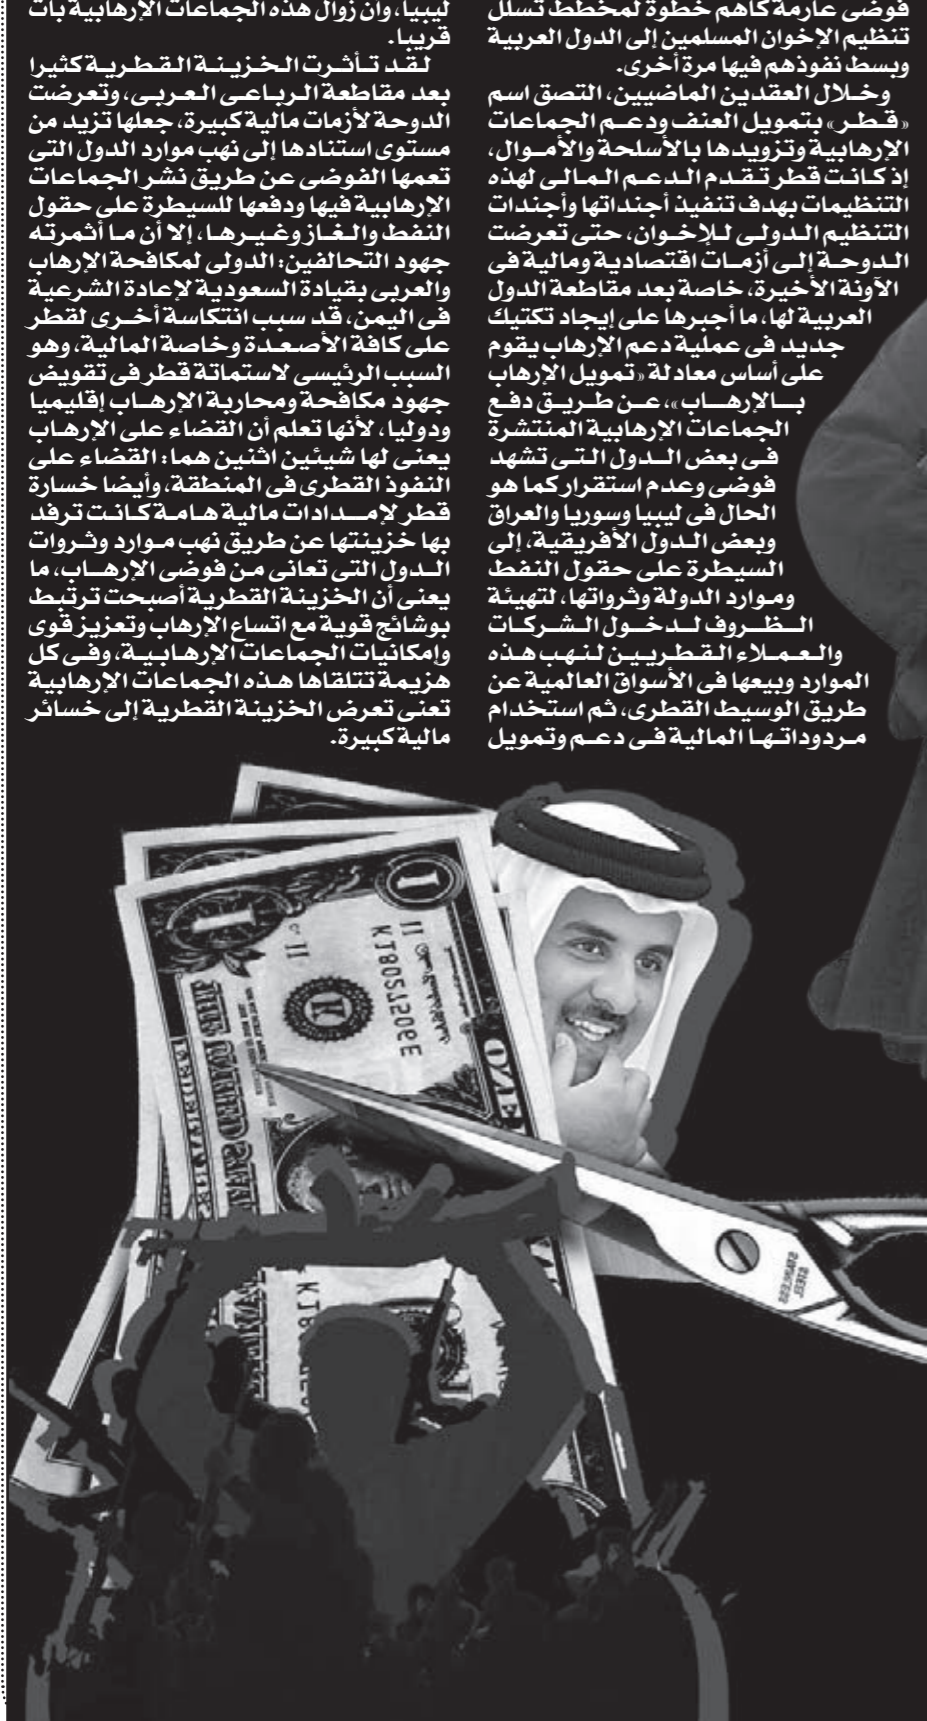 فوضى عارمة كأهم خطوة لمخطط تسلل
تنظيم الإخوان المسلمين إلى الدول العربية
وبسط نفوذهم فيها مرة أخرى.
وخلال العقدين الماضيين، التصق اسم
«قطر» بتمويل العنف ودعم الجماعات
الإرهابية وتزويدها بالأسلحة والأموال،
إذ كانت قطر تقدم الدعم المالى لهذه
التنظيمات بهدف تنفيذ أجنداتها وأجندات
التنظيم الدولى للإخوان، حتى تعرضت
الدوحة إلى أزمات اقتصادية ومالية فى
الآونة الأخيرة، خاصة بعد مقاطعة الدول
العربية لها، ما أجبرها على إيجاد تكتيك
جديد فى عملية دعم الإرهاب يقوم
على أساس معادلة «تمويل الإرهاب
بالإرهاب»، عن طريق دفع
الجماعات الإرهابية المنتشرة
فى بعض الدول التى تشهد
فوضى وعدم استقرار كما هو
الحال فى ليبيا وسوريا والعراق
وبعض الدول الأفريقية، إلى
السيطرة على حقول النفط
وموارد الدولة وثرواتها، لتهيئة
الظروف لدخول الشركات
والعملاء القطريين لنهب هذه
الموارد وبيعها فى الأسواق العالمية عن
طريق الوسيط القطرى، ثم استخدام
مردوداتها المالية فى دعم وتمويل
ليبيا، وأن زوال هذه الجماعات الإرهابية بات
قريبا.
لقد تأثرت الخزينة القطرية كثيرا
بعد مقاطعة الرباعى العربى، وتعرضت
الدوحة لأزمات مالية كبيرة، جعلها تزيد من
مستوى استنادها إلى نهب موارد الدول التى
تعمها الفوضى عن طريق نشر الجماعات
الإرهابية فيها ودفعها للسيطرة على حقول
النفط والغاز وغيرها، إلا أن ما أثمرته
جهود التحالفين: الدولى لمكافحة الإرهاب
والعربى بقيادة السعودية لإعادة الشرعية
فى اليمن، قد سبب انتكاسة أخرى لقطر
على كافة الأصعدة وخاصة المالية، وهو
السبب الرئيسى لاستماتة قطر فى تقويض
جهود مكافحة ومحاربة الإرهاب إقليميا
ودوليا، لأنها تعلم أن القضاء على الإرهاب
يعنى لها شيئين اثنين هما: القضاء على
النفوذ القطرى فى المنطقة، وأيضا خسارة
قطر لإمدادات مالية هامة كانت ترفد
بها خزينتها عن طريق نهب موارد وثروات
الدول التى تعانى من فوضى الإرهاب، ما
يعنى أن الخزينة القطرية أصبحت ترتبط
بوشائج قوية مع اتساع الإرهاب وتعزيز قوى
وإمكانيات الجماعات الإرهابية، وفى كل
هزيمة تتلقاها هذه الجماعات الإرهابية
تعنى تعرض الخزينة القطرية إلى خسائر
مالية كبيرة.
1
1
11
11
K
K18027506E
ONE
STAINLESS
STEEL